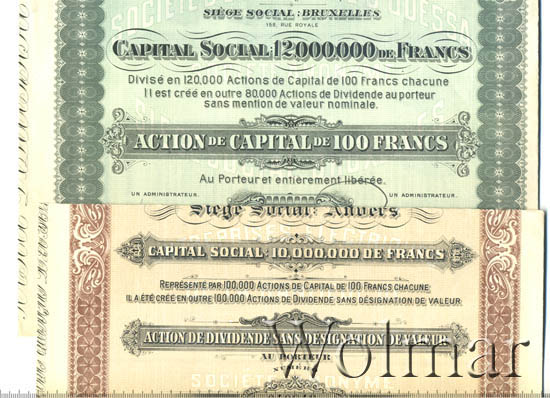 SIÈGE SOCIAL: BRUXELLES
158, RUE ROYALE
CAPITAL SOCIAL: 12.000.000 DE FRANCS
Divisé en 120,000 Actions de Capital de 100 Francs chacune
Il est créé en outre 80,000 Actions de Dividende au porteur
sans mention de valeur nominale.
ACTION DE CAPITAL DE 100 FRANCS
Au Porteur et entièrement libérée.
UN ADMINISTRATEUR.
UN ADMINISTRATEUR.
Siège Social: Anvers
CAPITAL SOCIAL: 10,000,000 DE FRANCS
REPRÉSENTÉ PAR 100,000 ACTIONS DE CAPITAL DE 100 FRANCS CHACUNE
IL A ÉTÉ CRÉÉ EN OUTRE 100,000 ACTIONS DE DIVIDENDE SANS DÉSIGNATION DE VALEUR
ACTION DE DIVIDENDE SANS DÉSIGNATION DE VALEUR
AU PORTEUR
NUMÉRO
SOCIÉTÉ ANONYME
Wolmar